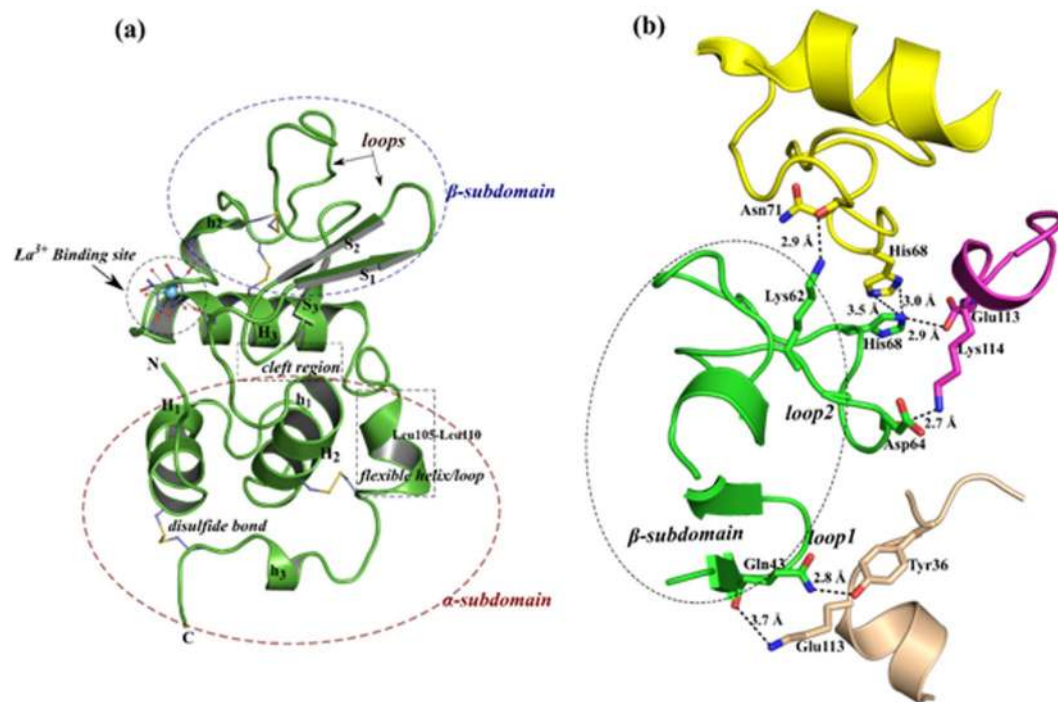 (a)
loops
β-subdomain
h2
La³⁺ Binding site
S₂
S₁
S₃
H₃
cleft region
N
H₁
h₁
Leu105-Leu110
H₂
flexible helix/loop
disulfide bond
h₃
α-subdomain
C
(b)
Asn71
2.9 Å
His68
Lys62
3.5 Å
3.0 Å
Glu113
His68
2.9 Å
Lys114
loop2
2.7 Å
Asp64
β-subdomain
loop1
Gln43
2.8 Å
Tyr36
3.7 Å
Glu113